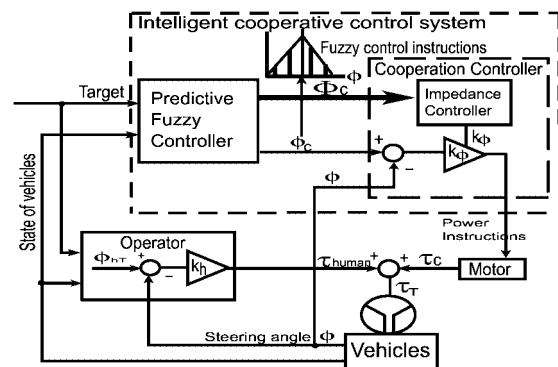 Intelligent cooperative control system
Fuzzy control instructions
ϕ
Cooperation Controller
Target
Φc
Predictive
Fuzzy
Controller
Impedance
Controller
ϕc
kϕ
kϕ
+
−
ϕ
State of vehicles
Power
Instructions
Operator
ϕhT
+
−
kh
τhuman
+
+
τc
Motor
τT
Steering angle
ϕ
Vehicles